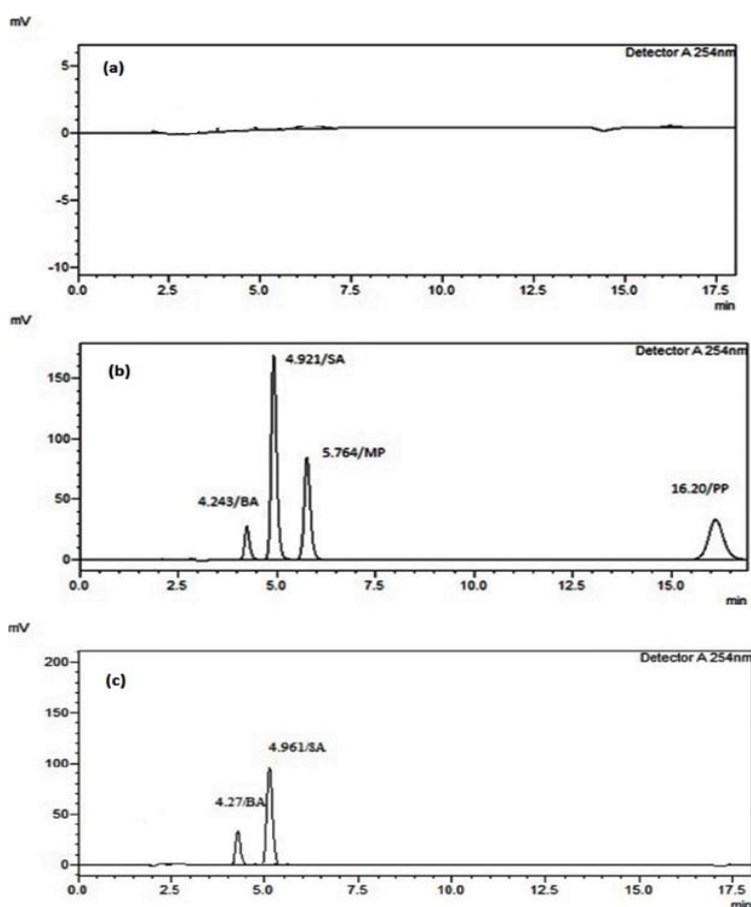 mV
Detector A 254nm
(a)
5
0
-5
-10
0.0 2.5 5.0 7.5 10.0 12.5 15.0 17.5
min
mV
Detector A 254nm
(b)
4.921/SA
150
5.764/MP
100
4.243/BA
16.20/PP
50
0
0.0 2.5 5.0 7.5 10.0 12.5 15.0
min
mV
Detector A 254nm
200
(c)
150
4.961/SA
100
4.27/BA
50
0
0.0 2.5 5.0 7.5 10.0 12.5 15.0 17.5
min